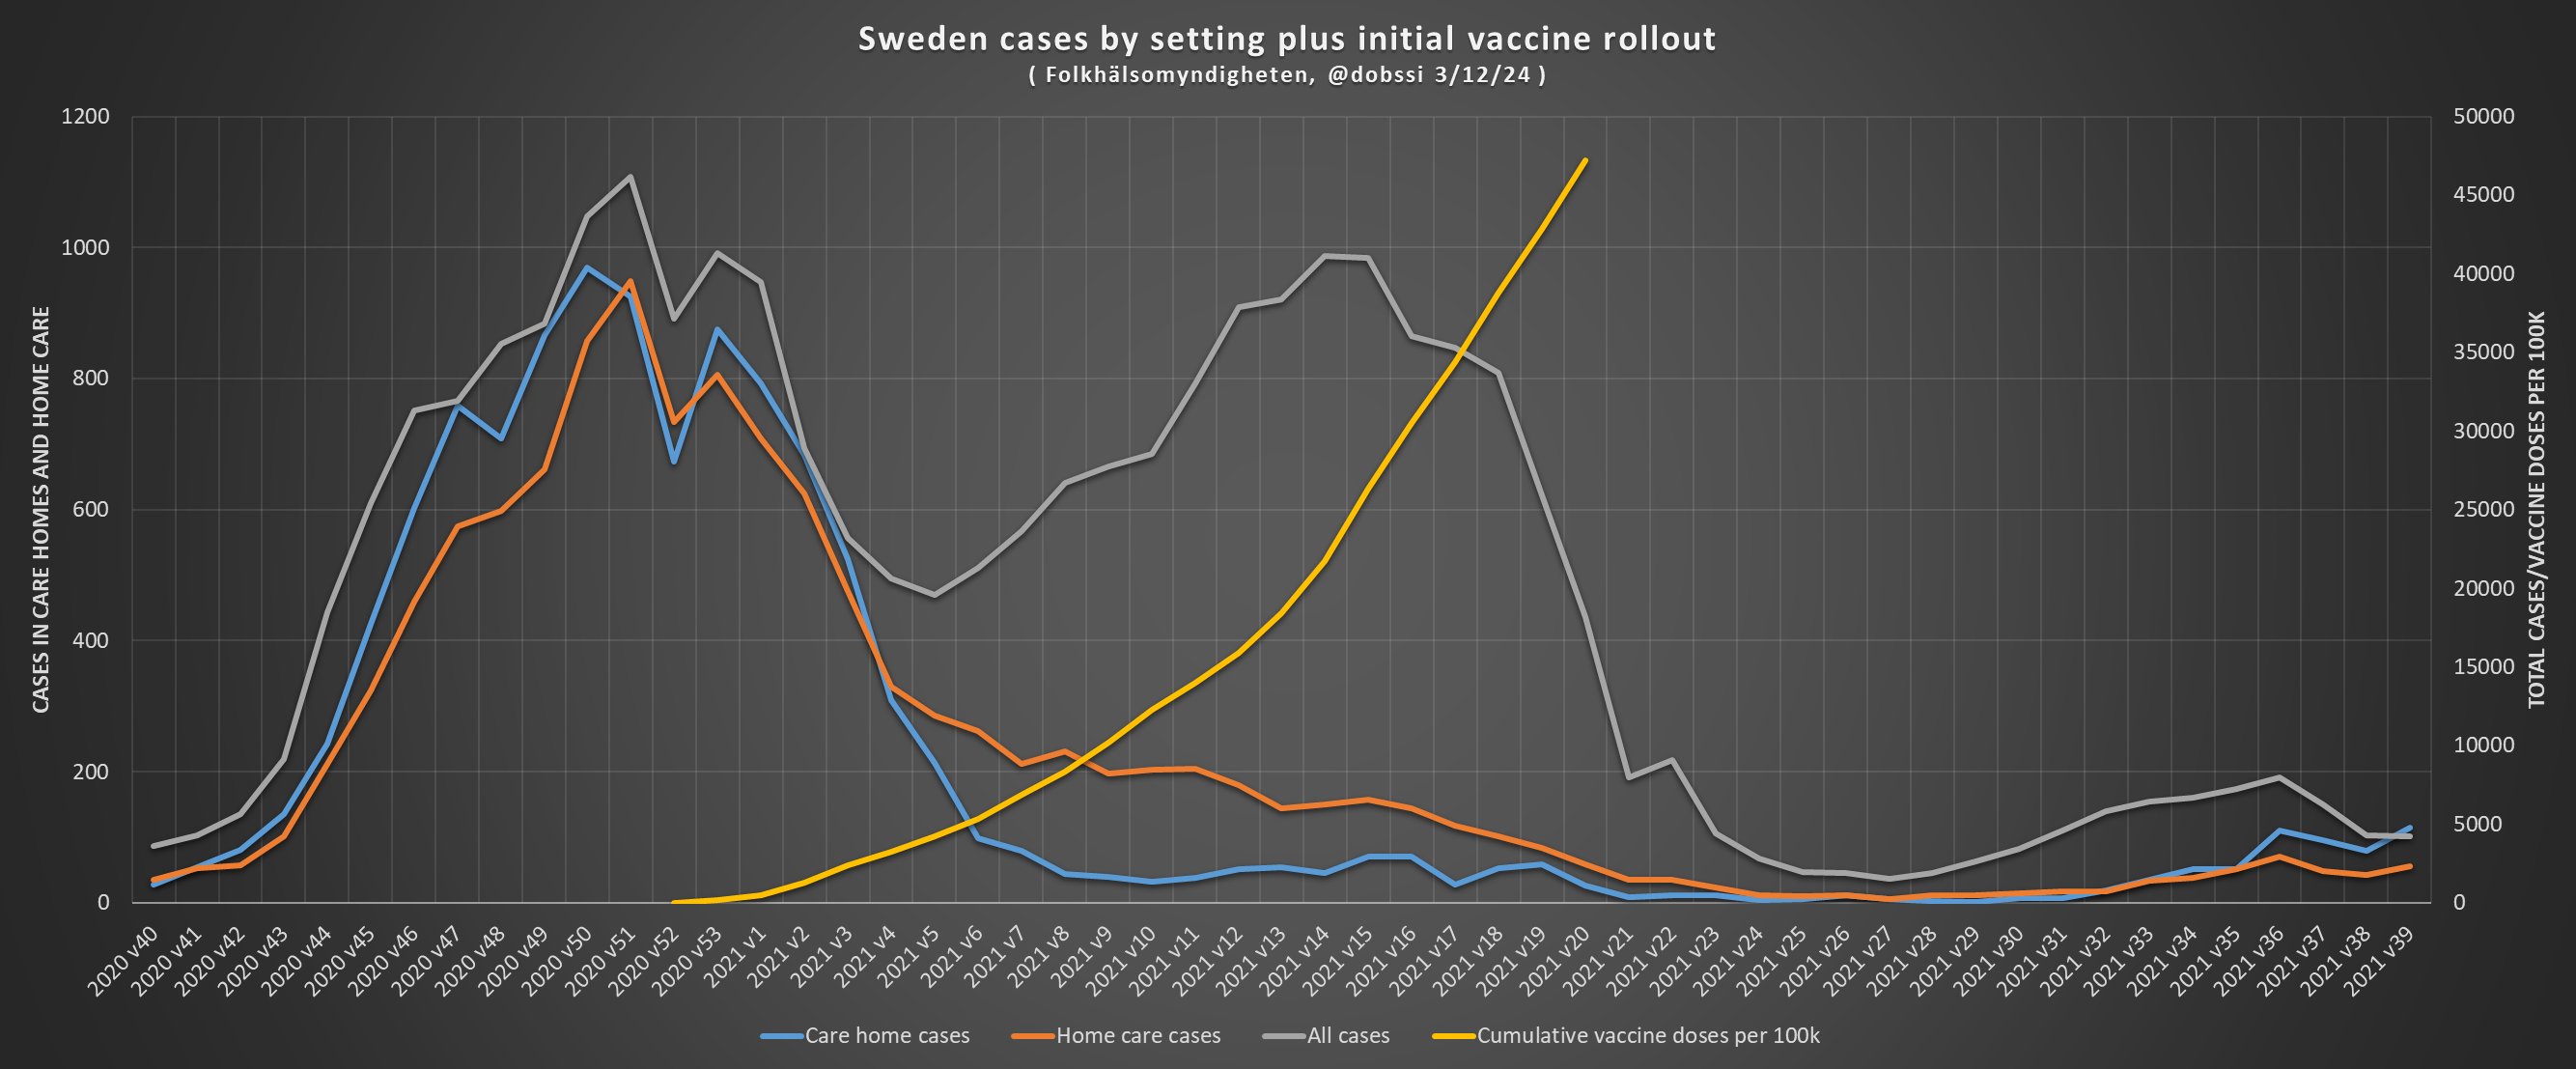 Sweden cases by setting plus initial vaccine rollout
( Folkhälsomyndigheten, @dobssi 3/12/24 )
CASES IN CARE HOMES AND HOME CARE
1200
1000
800
600
400
200
0
50000
45000
40000
35000
30000
25000
20000
15000
10000
5000
0
TOTAL CASES/VACCINE DOSES PER 100K
2020 v40
2020 v41
2020 v42
2020 v43
2020 v44
2020 v45
2020 v46
2020 v47
2020 v48
2020 v49
2020 v50
2020 v51
2020 v52
2020 v53
2021 v1
2021 v2
2021 v3
2021 v4
2021 v5
2021 v6
2021 v7
2021 v8
2021 v9
2021 v10
2021 v11
2021 v12
2021 v13
2021 v14
2021 v15
2021 v16
2021 v17
2021 v18
2021 v19
2021 v20
2021 v21
2021 v22
2021 v23
2021 v24
2021 v25
2021 v26
2021 v27
2021 v28
2021 v29
2021 v30
2021 v31
2021 v32
2021 v33
2021 v34
2021 v35
2021 v36
2021 v37
2021 v38
2021 v39
Care home cases
Home care cases
All cases
Cumulative vaccine doses per 100k